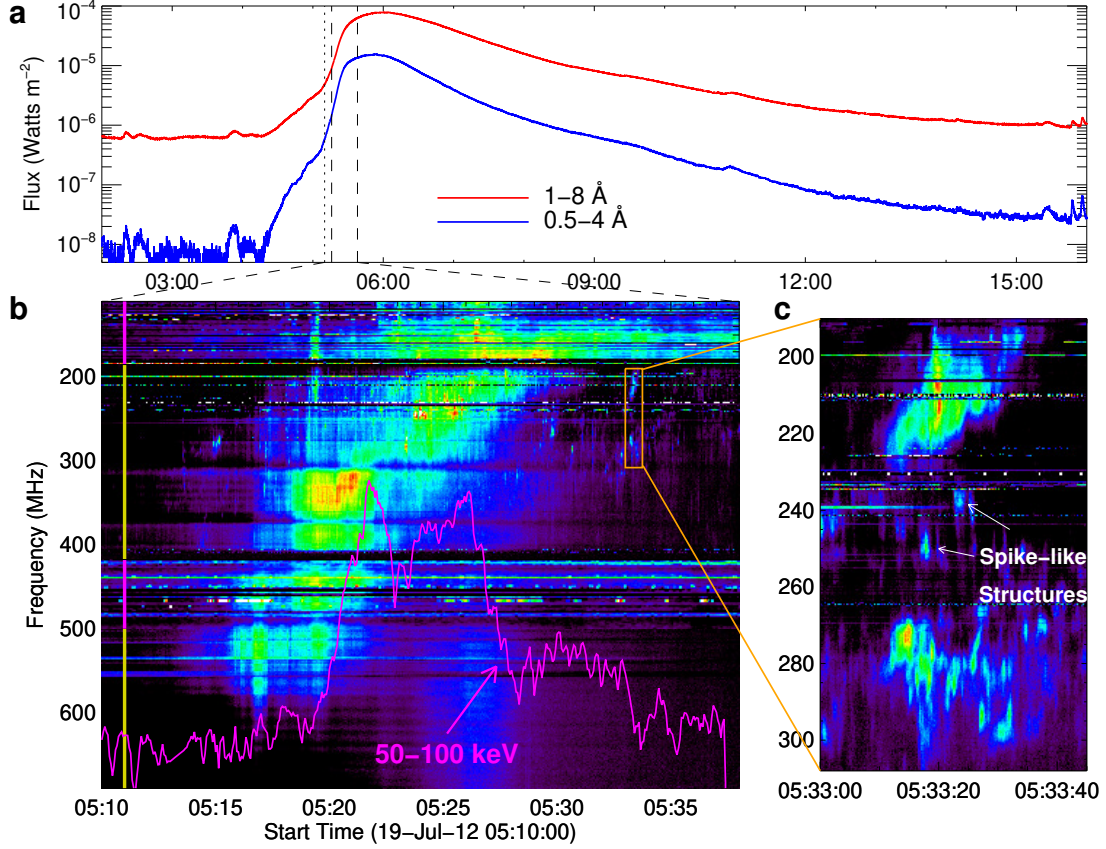 a
Flux (Watts m⁻²)
10⁻⁴
10⁻⁵
10⁻⁶
10⁻⁷
10⁻⁸
1−8 Å
0.5−4 Å
03:00
06:00
09:00
12:00
15:00
b
Frequency (MHz)
200
300
400
500
600
50−100 keV
05:10
05:15
05:20
05:25
05:30
05:35
Start Time (19−Jul−12 05:10:00)
c
200
220
240
260
280
300
Spike−like
Structures
05:33:00
05:33:20
05:33:40